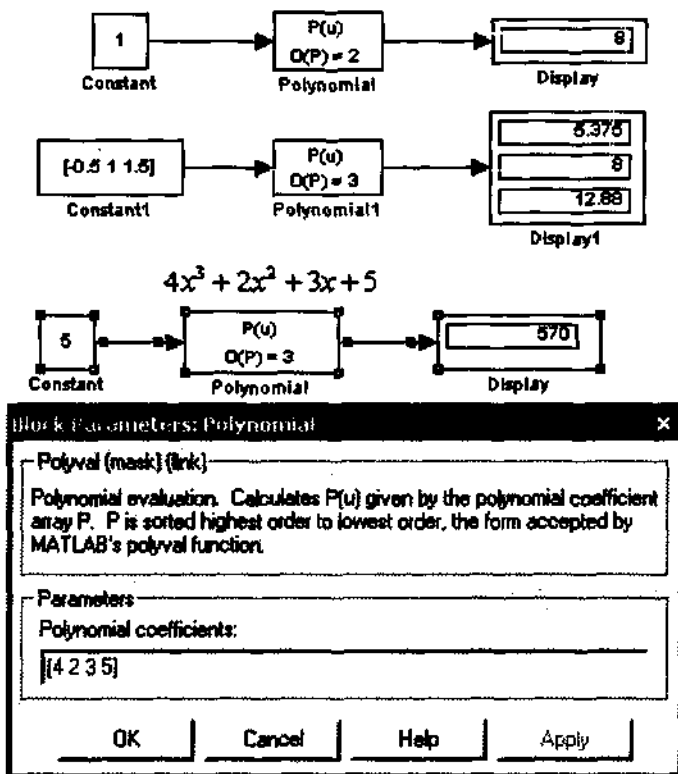 1
P(u)
O(P) = 2
8
Constant
Polynomial
Display
[-0.5 1 1.5]
P(u)
O(P) = 3
5.375
8
12.88
Constant1
Polynomial1
Display1
4x³ + 2x² + 3x + 5
5
P(u)
O(P) = 3
570
Constant
Polynomial
Display
Block Parameters: Polynomial
Polyval (mask) (link)
Polynomial evaluation. Calculates P(u) given by the polynomial coefficient
array P. P is sorted highest order to lowest order, the form accepted by
MATLAB's polyval function.
Parameters
Polynomial coefficients:
[4 2 3 5]
OK
Cancel
Help
Apply